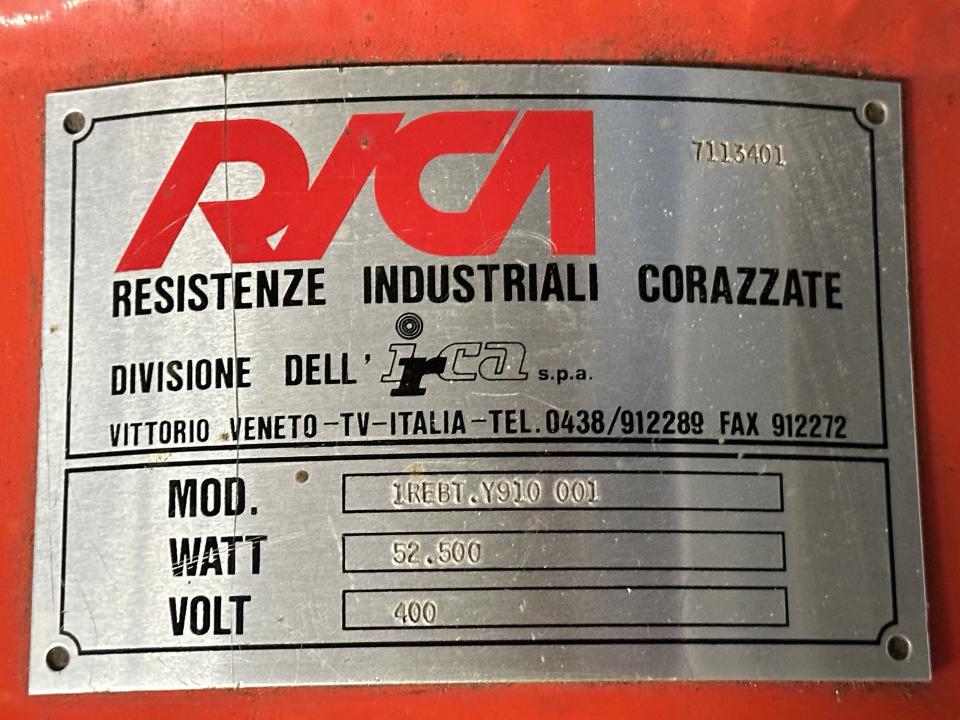 RICA
7113401
RESISTENZE INDUSTRIALI CORAZZATE
DIVISIONE DELL' irca s.p.a.
VITTORIO VENETO-TV-ITALIA-TEL.0438/912289 FAX 912272
MOD. 1REBT.Y910 001
WATT 52.500
VOLT 400